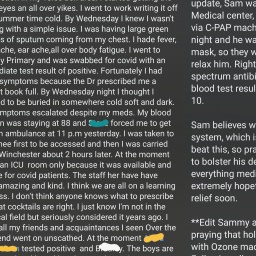 eyes an all over yikes. I went to work writing it off
ummer time cold. By Wednesday I knew I wasn't
g with a simple issue. I was having large green
s of sputum coming from my chest. I had a fever,
ache, ear ache,all over body fatigue. I went to
y Primary and was swabbed for covid with an
diate test result of positive. Fortunately I had
symptoms because the Dr prescribed me a
t book full. By Wednesday night I thought I
d to be buried in somewhere cold soft and dark.
mptoms escalated despite my meds. My blood
n was staying at 88 and forced me to get
n ambulance at 11 p.m yesterday. I was taken to
nee first to be accessed and then I was carried
Winchester about 2 hours later. At the moment
an ICU room only because it was available and
e for covid patients. The staff her have have
amazing and kind. I think we are all on a learning
ss. I don't think anyone knows what to prescribe
at cocktails are right. I just know I'm not in the
cal field but seriously considered it years ago. I
all my friends and acquaintances I seen Over the
end went on unscathed. At the moment
n tested positive and The boys are
update, Sam wa
Medical center,
via C-PAP machi
night and he wa
mask, so they w
relax him. Right
spectrum antibi
blood test resul
10.
Sam believes w
system, which i
beat this, so pra
to bolster his de
everything medi
extremely hopef
relief soon.
**Edit Sammy a
praying that hol
with Ozone mac